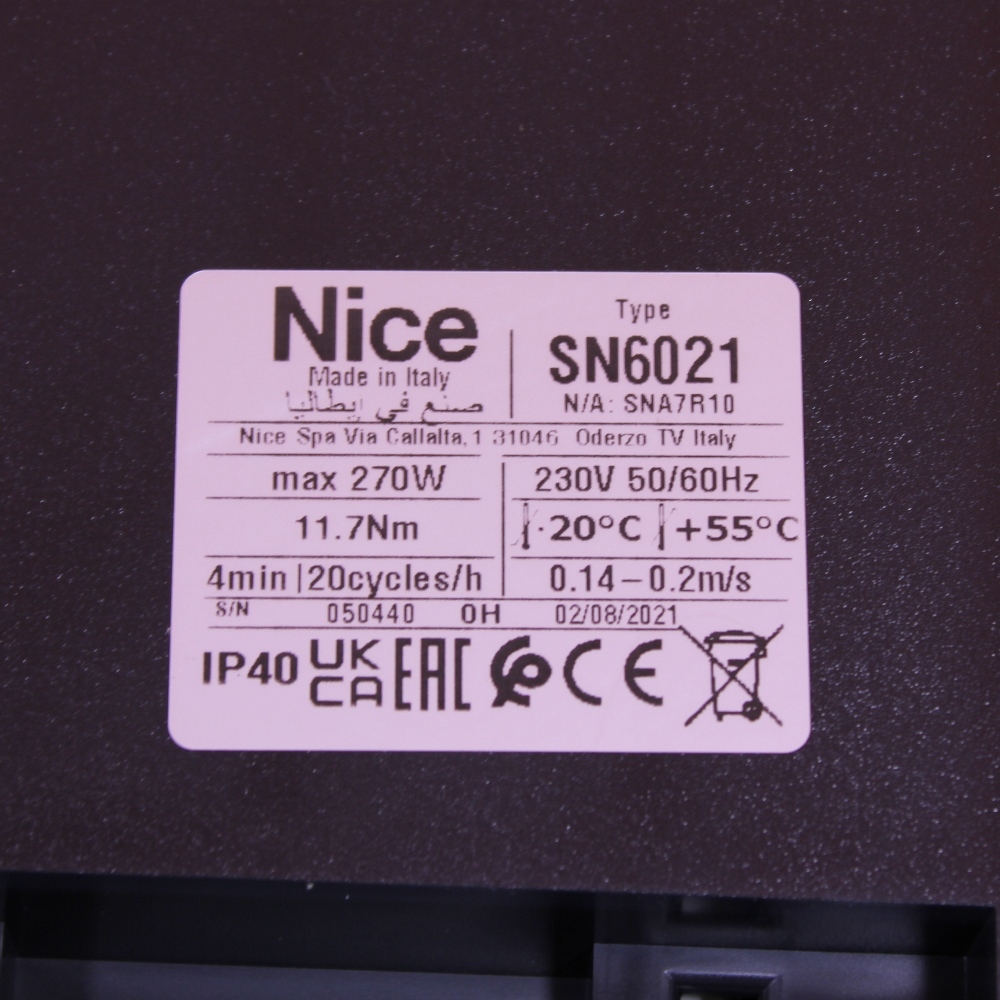 Nice
Made in Italy
صنع في إيطاليا
Type
SN6021
N/A: SNA7R10
Nice Spa Via Callalta, 1 31046 Oderzo TV Italy
max 270W
230V 50/60Hz
11.7Nm
-20°C +55°C
4min|20cycles/h
0.14-0.2m/s
S/N 050440 0H 02/08/2021
IP40 UK CA EAC CE